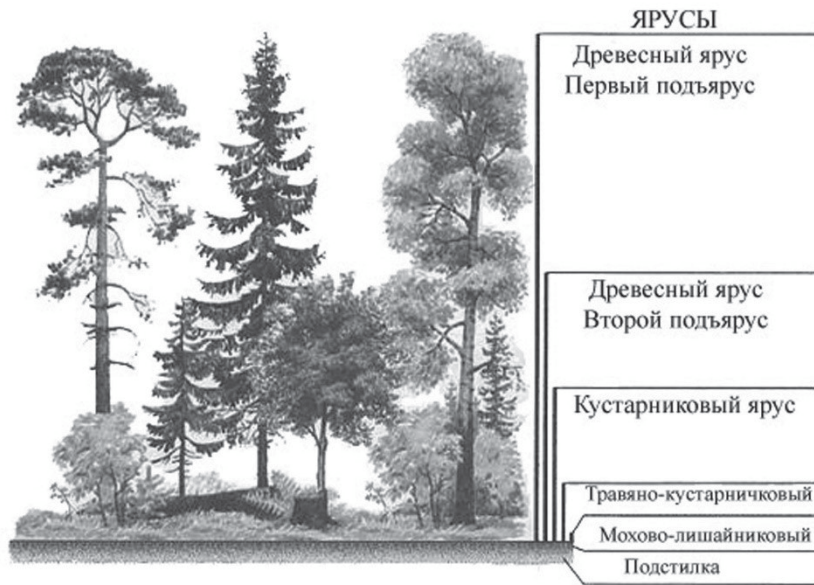 ЯРУСЫ
Древесный ярус
Первый подъярус
Древесный ярус
Второй подъярус
Кустарниковый ярус
Травяно-кустарничковый
Мохово-лишайниковый
Подстилка